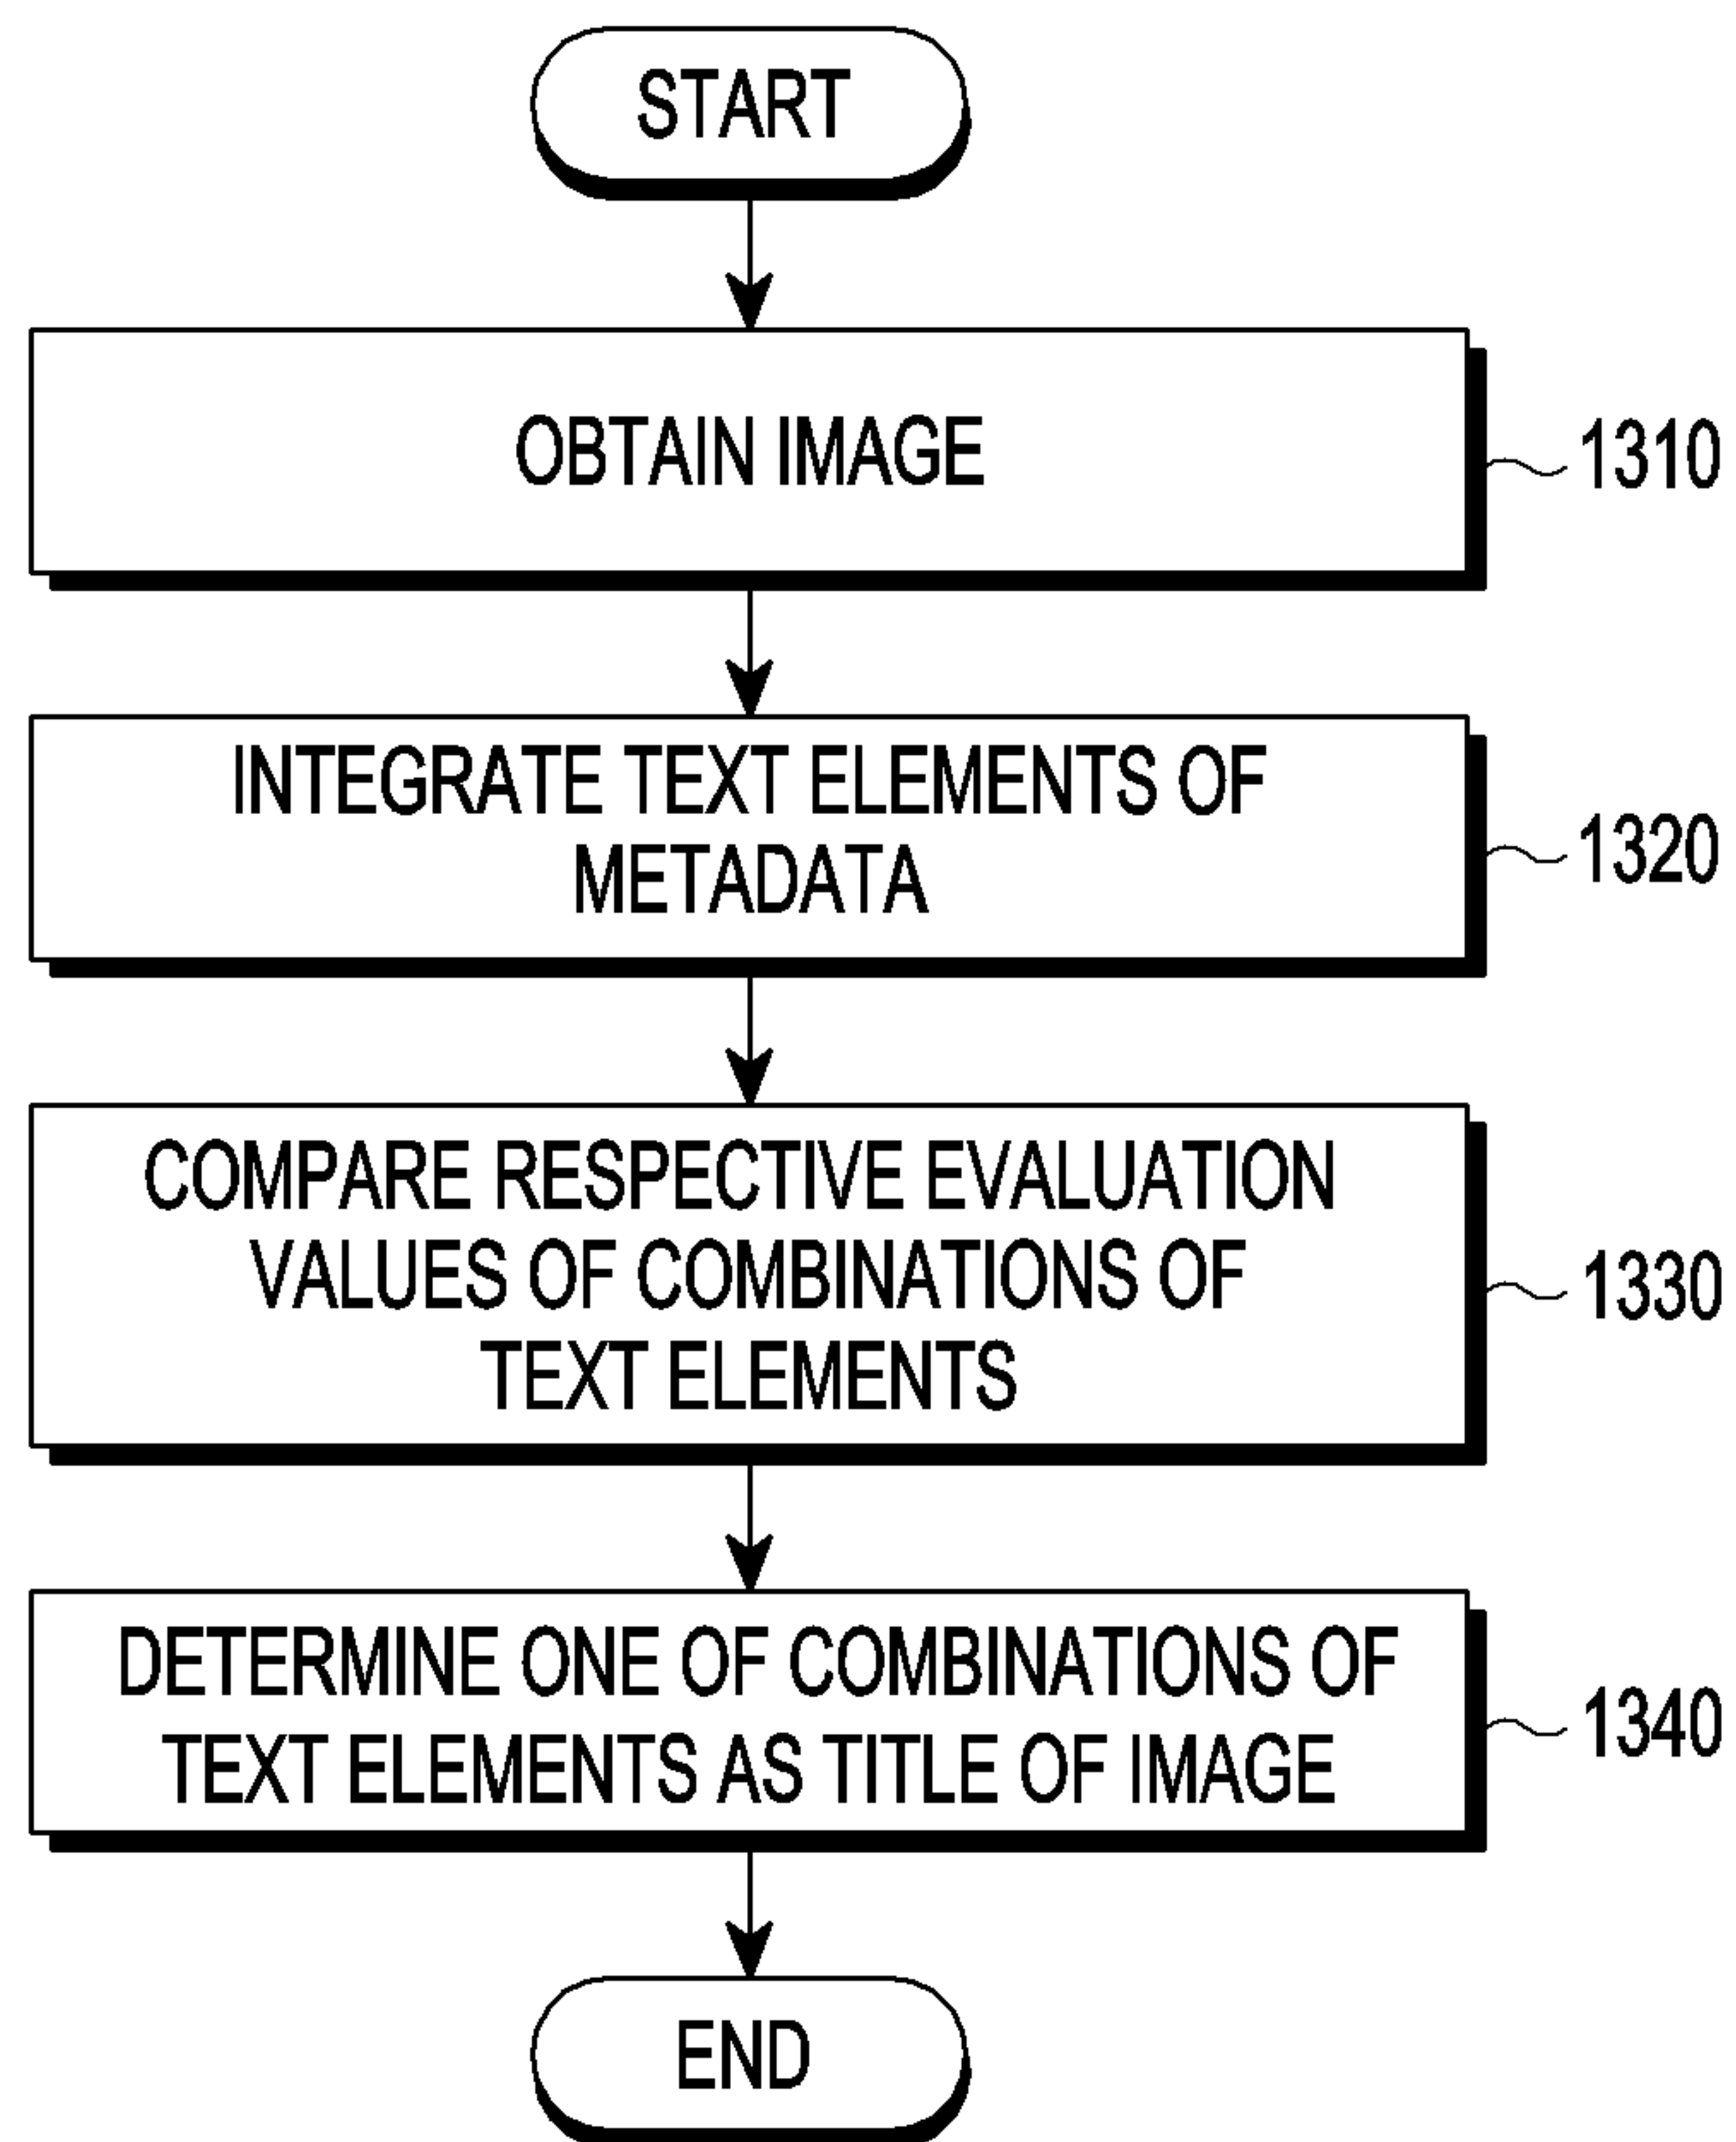 START
OBTAIN IMAGE
1310
INTEGRATE TEXT ELEMENTS OF
METADATA
1320
COMPARE RESPECTIVE EVALUATION
VALUES OF COMBINATIONS OF
TEXT ELEMENTS
1330
DETERMINE ONE OF COMBINATIONS OF
TEXT ELEMENTS AS TITLE OF IMAGE
1340
END